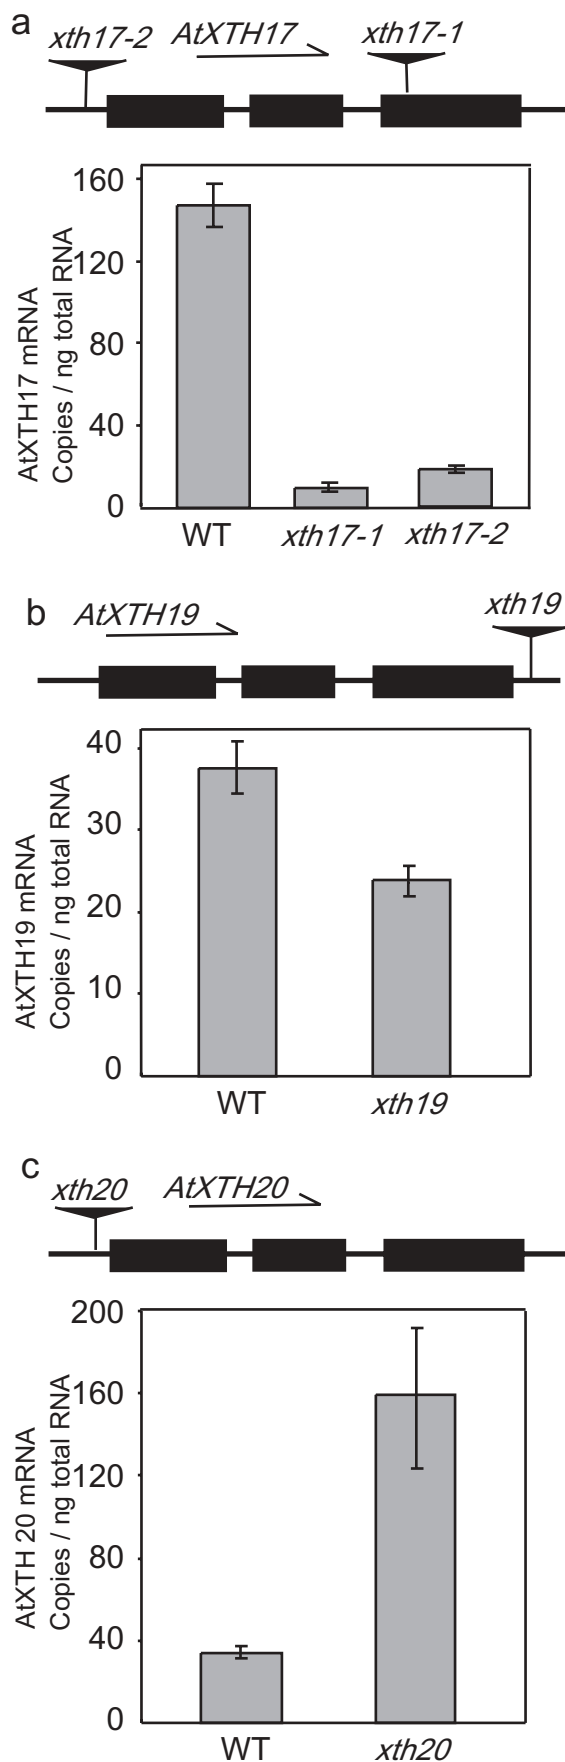 a
xth17-2 AtXTH17 xth17-1
AtXTH17 mRNA
Copies / ng total RNA
160
120
80
40
0
WT xth17-1 xth17-2
b
AtXTH19 xth19
AtXTH19 mRNA
Copies / ng total RNA
40
30
20
10
0
WT xth19
c
xth20 AtXTH20
AtXTH 20 mRNA
Copies / ng total RNA
200
160
120
80
40
0
WT xth20